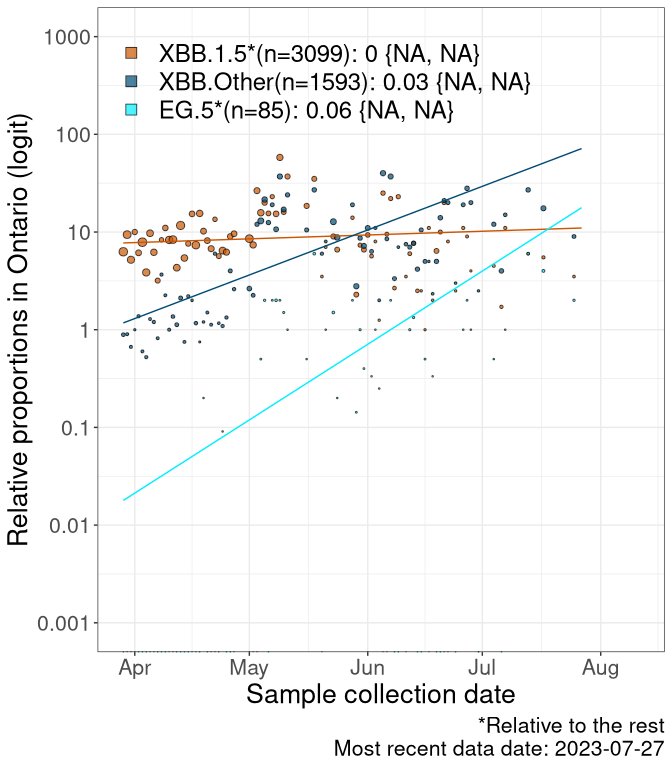 XBB.1.5*(n=3099): 0 {NA, NA}
XBB.Other(n=1593): 0.03 {NA, NA}
EG.5*(n=85): 0.06 {NA, NA}
Relative proportions in Ontario (logit)
1000
100
10
1
0.1
0.01
0.001
Apr May Jun Jul Aug
Sample collection date
*Relative to the rest
Most recent data date: 2023-07-27